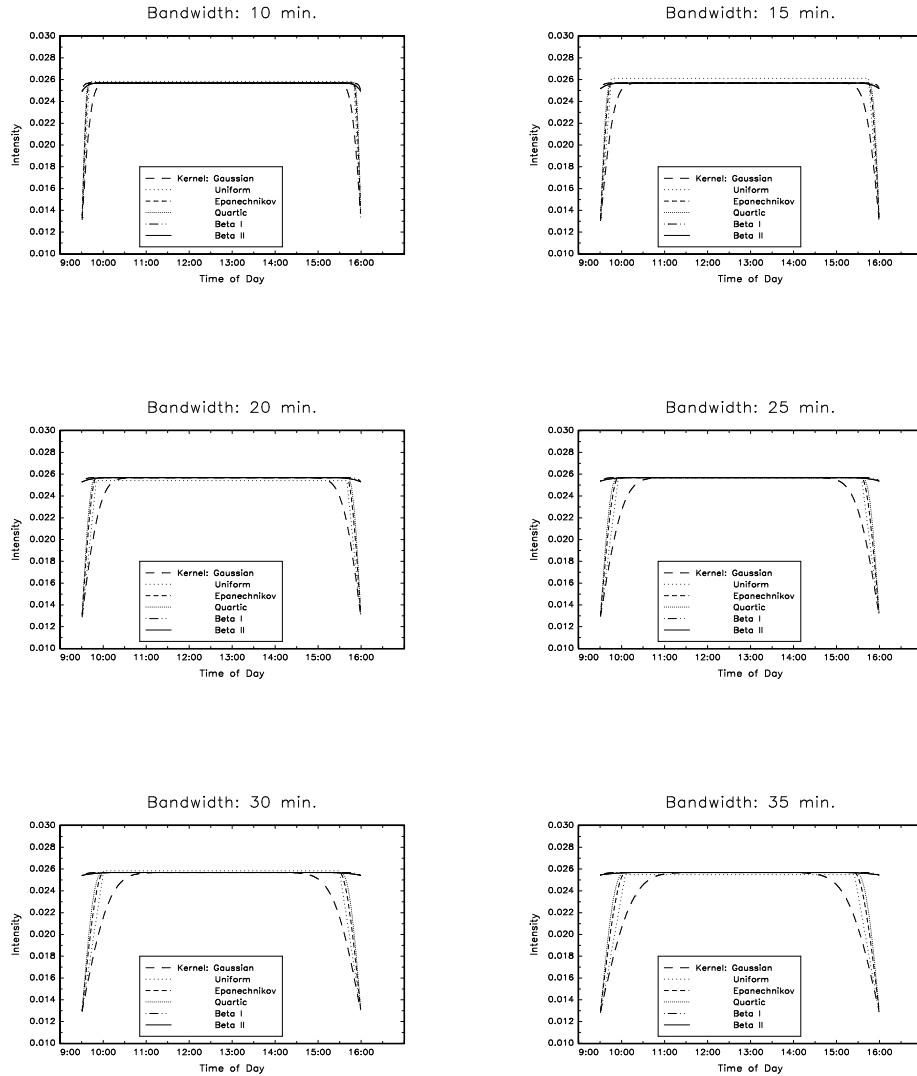 Bandwidth: 10 min.
0.030
0.028
0.026
0.024
0.022
0.020
0.018
0.016
0.014
0.012
0.010
Intensity
Kernel: Gaussian
Uniform
Epanechnikov
Quartic
Beta I
Beta II
9:00 10:00 11:00 12:00 13:00 14:00 15:00 16:00
Time of Day
Bandwidth: 15 min.
0.030
0.028
0.026
0.024
0.022
0.020
0.018
0.016
0.014
0.012
0.010
Intensity
Kernel: Gaussian
Uniform
Epanechnikov
Quartic
Beta I
Beta II
9:00 10:00 11:00 12:00 13:00 14:00 15:00 16:00
Time of Day
Bandwidth: 20 min.
0.030
0.028
0.026
0.024
0.022
0.020
0.018
0.016
0.014
0.012
0.010
Intensity
Kernel: Gaussian
Uniform
Epanechnikov
Quartic
Beta I
Beta II
9:00 10:00 11:00 12:00 13:00 14:00 15:00 16:00
Time of Day
Bandwidth: 25 min.
0.030
0.028
0.026
0.024
0.022
0.020
0.018
0.016
0.014
0.012
0.010
Intensity
Kernel: Gaussian
Uniform
Epanechnikov
Quartic
Beta I
Beta II
9:00 10:00 11:00 12:00 13:00 14:00 15:00 16:00
Time of Day
Bandwidth: 30 min.
0.030
0.028
0.026
0.024
0.022
0.020
0.018
0.016
0.014
0.012
0.010
Intensity
Kernel: Gaussian
Uniform
Epanechnikov
Quartic
Beta I
Beta II
9:00 10:00 11:00 12:00 13:00 14:00 15:00 16:00
Time of Day
Bandwidth: 35 min.
0.030
0.028
0.026
0.024
0.022
0.020
0.018
0.016
0.014
0.012
0.010
Intensity
Kernel: Gaussian
Uniform
Epanechnikov
Quartic
Beta I
Beta II
9:00 10:00 11:00 12:00 13:00 14:00 15:00 16:00
Time of Day